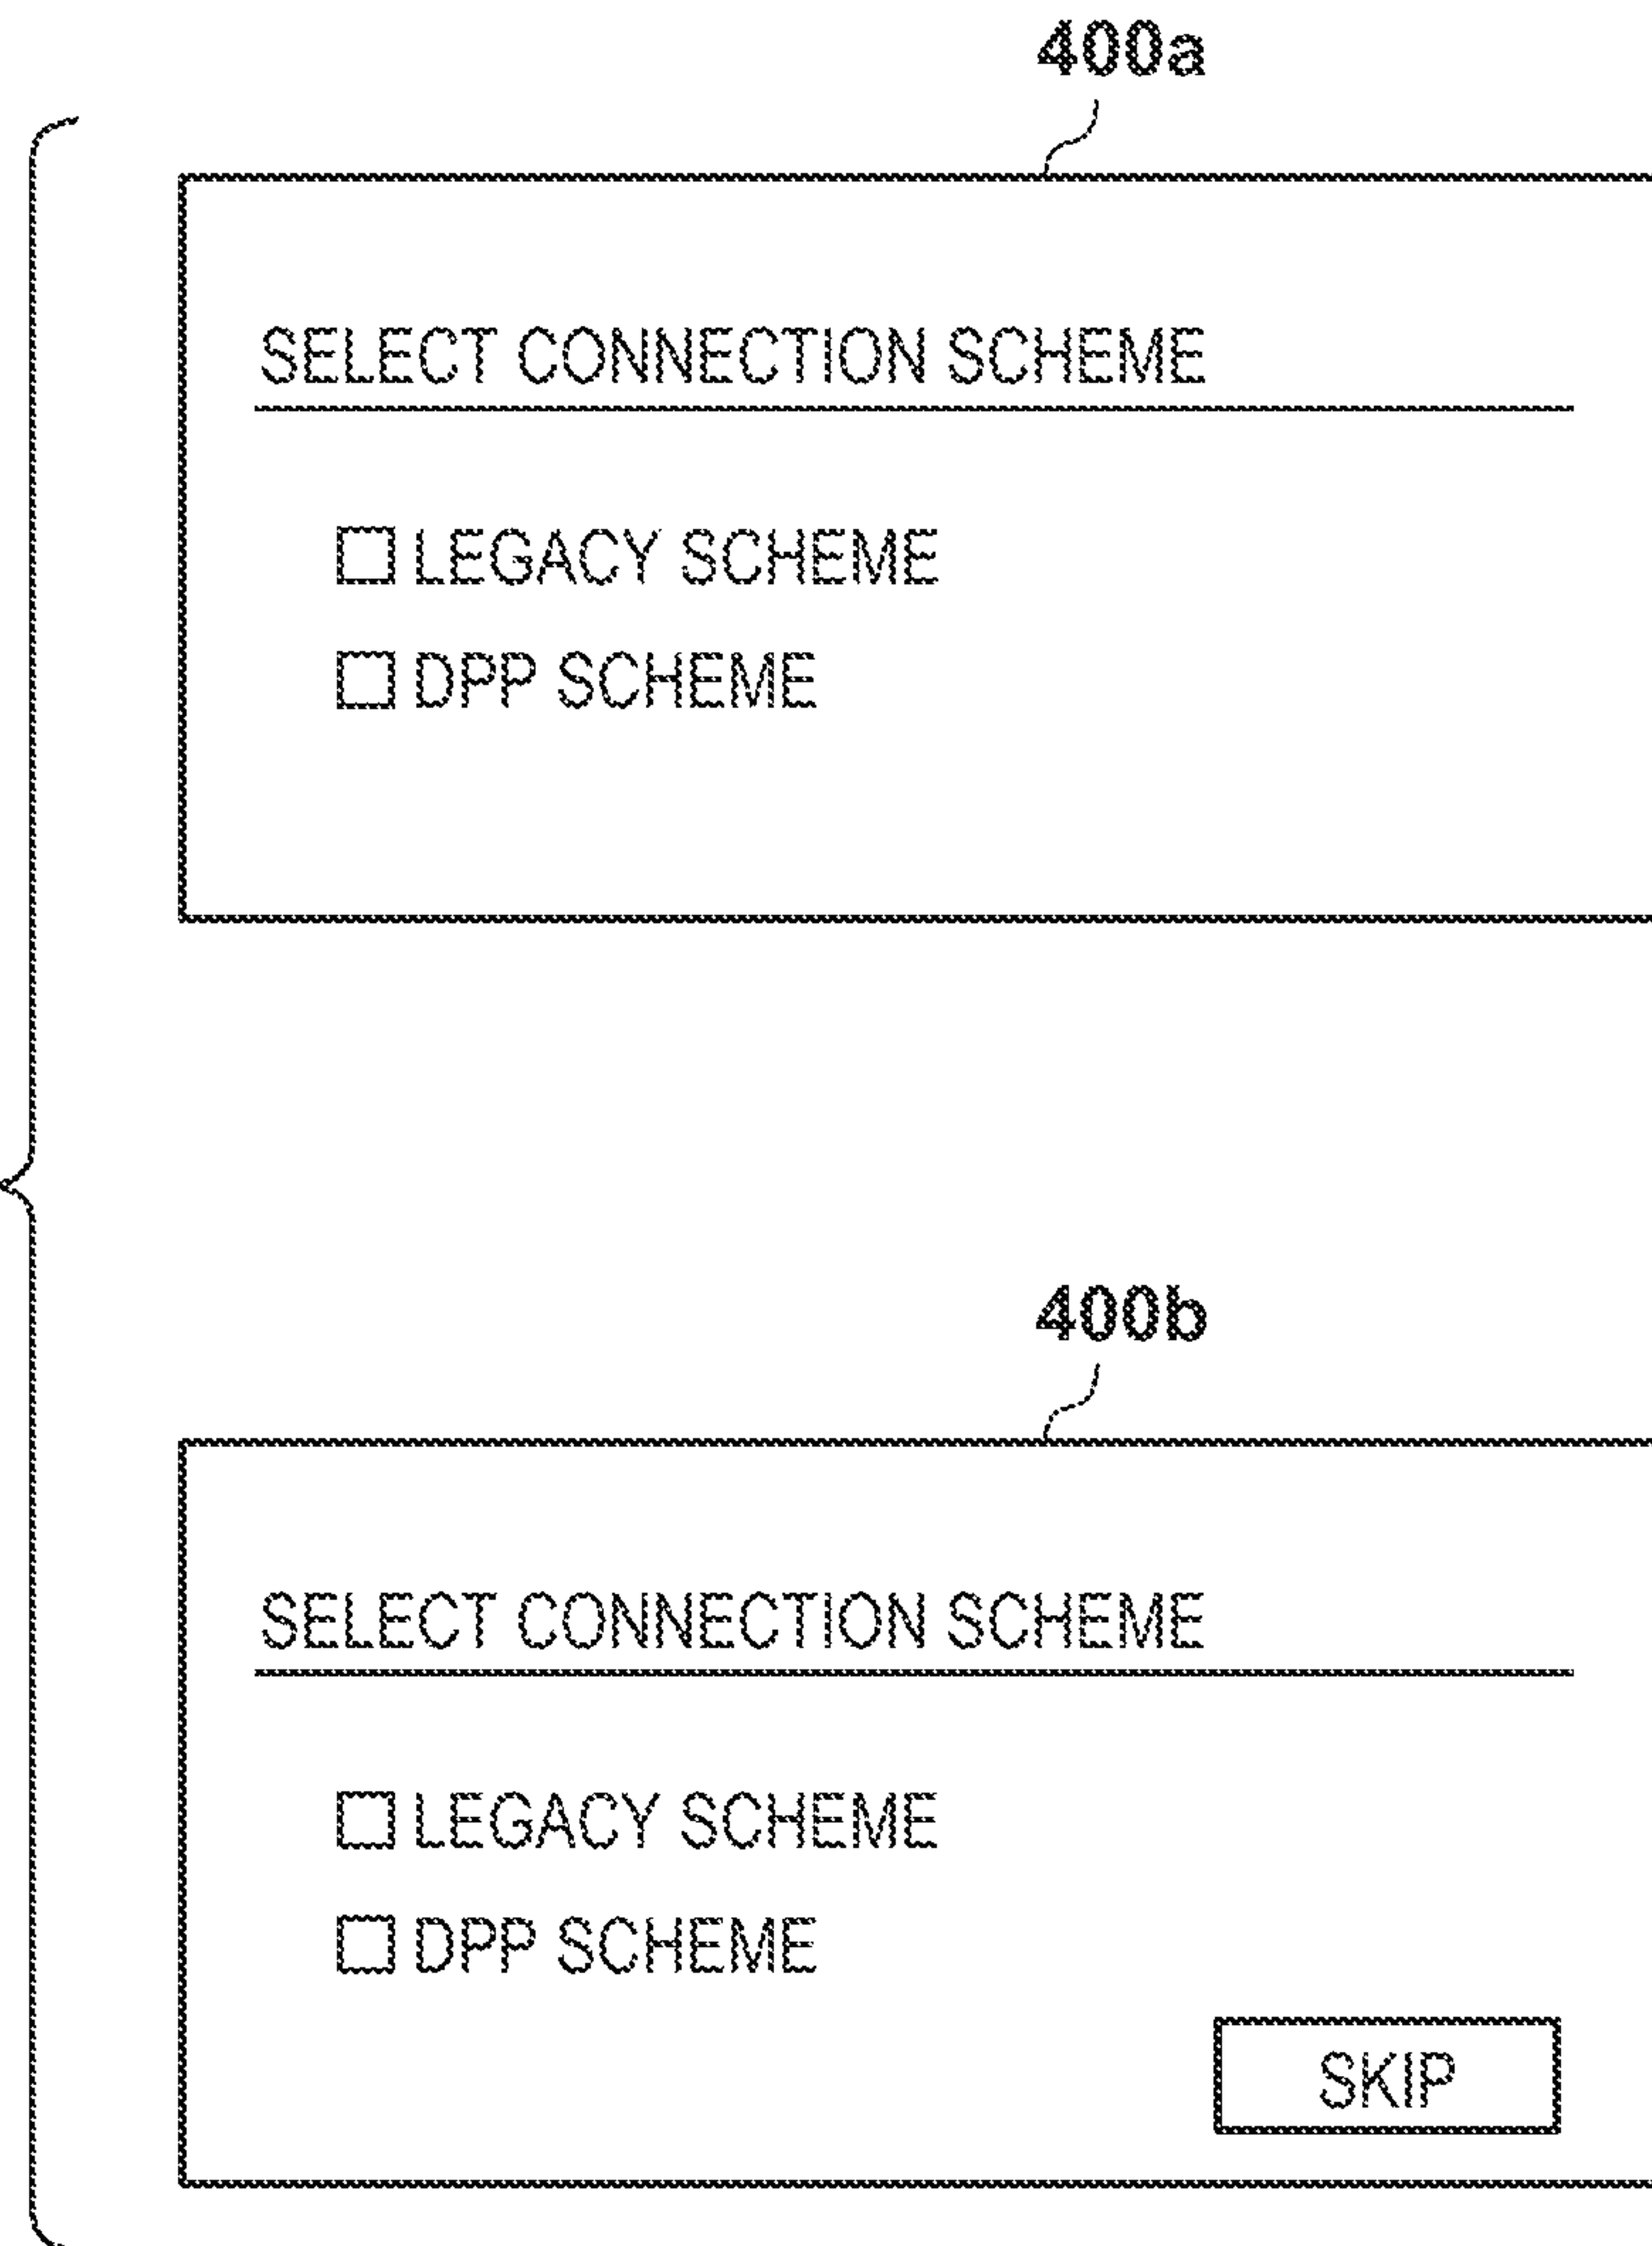 400a
SELECT CONNECTION SCHEME
LEGACY SCHEME
DPP SCHEME
400b
SELECT CONNECTION SCHEME
LEGACY SCHEME
DPP SCHEME
SKIP